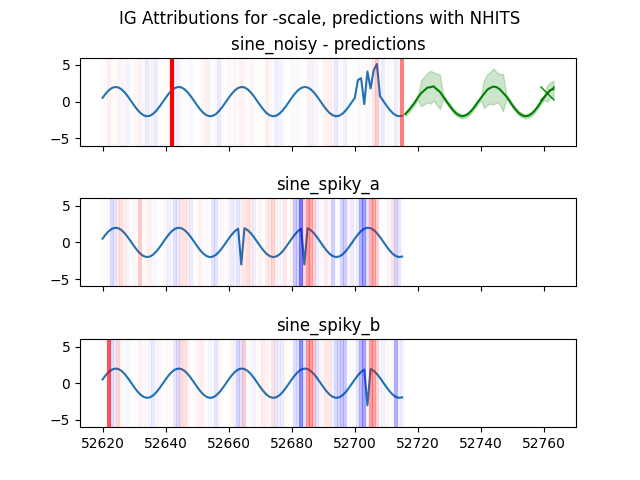 IG Attributions for -scale, predictions with NHITS
sine_noisy - predictions
5
0
−5
sine_spiky_a
5
0
−5
sine_spiky_b
5
0
−5
52620 52640 52660 52680 52700 52720 52740 52760